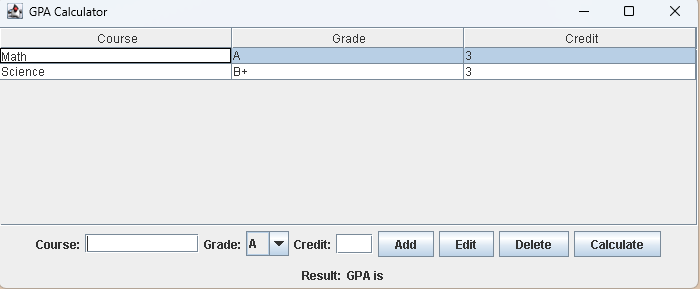 GPA Calculator
Course Grade Credit
Math A 3
Science B+ 3
Course: Grade: A Credit: Add Edit Delete Calculate
Result: GPA is